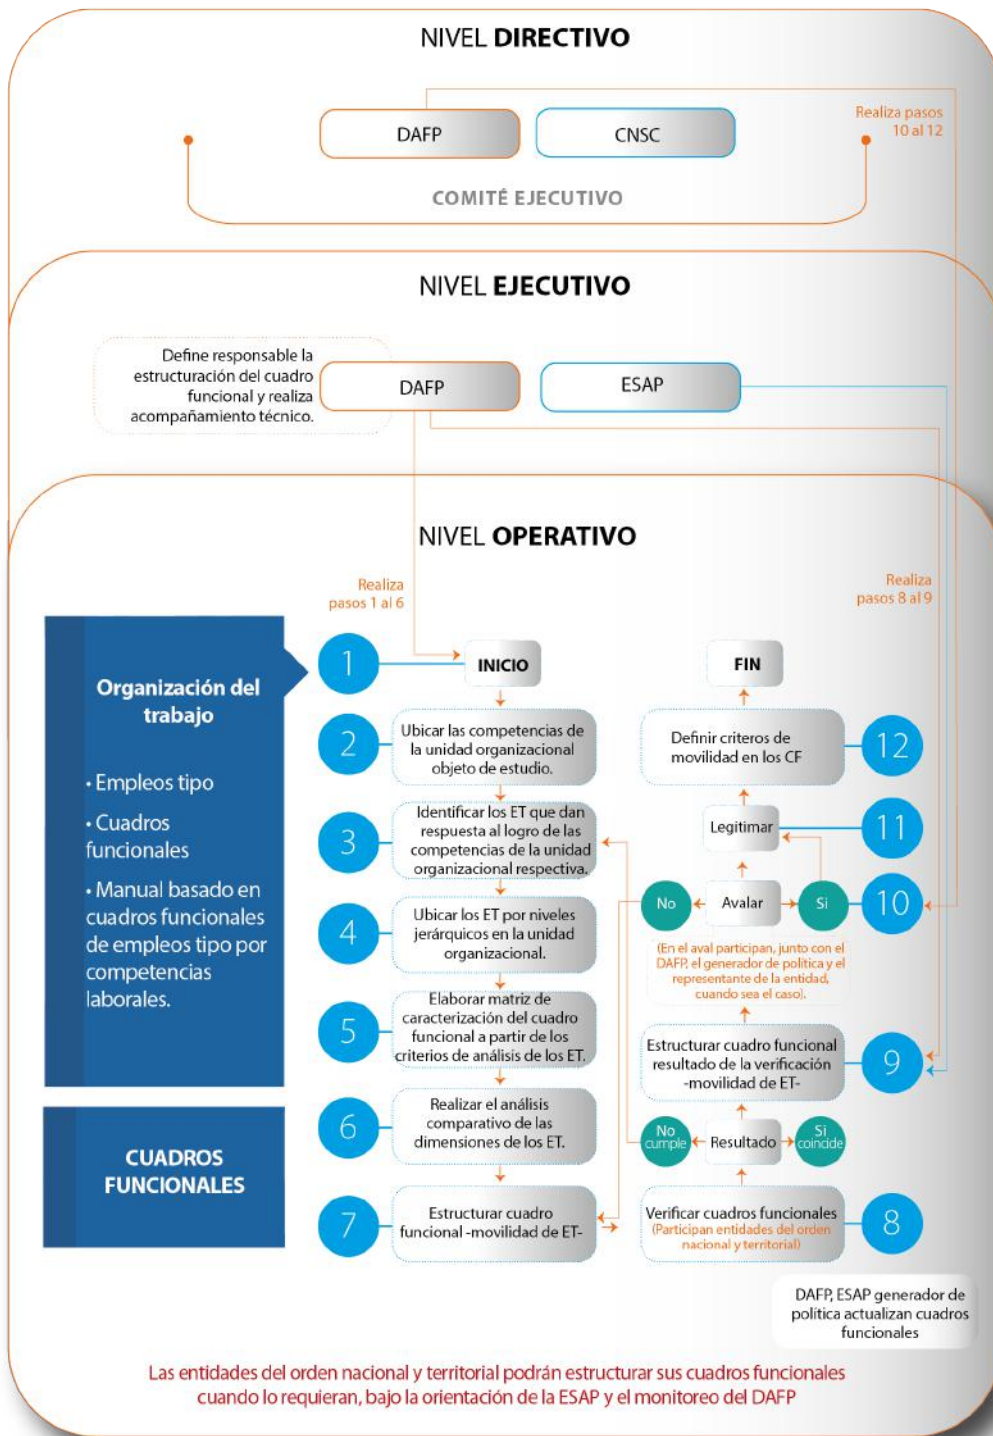 NIVEL DIRECTIVO
DAFP
CNSC
Realiza pasos
10 al 12
COMITÉ EJECUTIVO
NIVEL EJECUTIVO
Define responsable la
estructuración del cuadro
funcional y realiza
acompañamiento técnico.
DAFP
ESAP
NIVEL OPERATIVO
Realiza
pasos 1 al 6
Realiza
pasos 8 al 9
Organización del
trabajo
• Empleos tipo
• Cuadros
funcionales
• Manual basado en
cuadros funcionales
de empleos tipo por
competencias
laborales.
CUADROS
FUNCIONALES
1
INICIO
2
Ubicar las competencias de
la unidad organizacional
objeto de estudio.
3
Identificar los ET que dan
respuesta al logro de las
competencias de la unidad
organizacional respectiva.
4
Ubicar los ET por niveles
jerárquicos en la unidad
organizacional.
5
Elaborar matriz de
caracterización del cuadro
funcional a partir de los
criterios de análisis de los ET.
6
Realizar el análisis
comparativo de las
dimensiones de los ET.
7
Estructurar cuadro
funcional -movilidad de ET-
FIN
Definir criteros de
movilidad en los CF
12
Legitimar
11
No
Avalar
Si
10
(En el aval participan, junto con el
DAFP, el generador de política y el
representante de la entidad,
cuando sea el caso).
Estructurar cuadro funcional
resultado de la verificación
-movilidad de ET-
9
No
cumple
Resultado
Si
coincide
Verificar cuadros funcionales
(Participan entidades del orden
nacional y territorial)
8
DAFP, ESAP generador de
política actualizan cuadros
funcionales
Las entidades del orden nacional y territorial podrán estructurar sus cuadros funcionales
cuando lo requieran, bajo la orientación de la ESAP y el monitoreo del DAFP